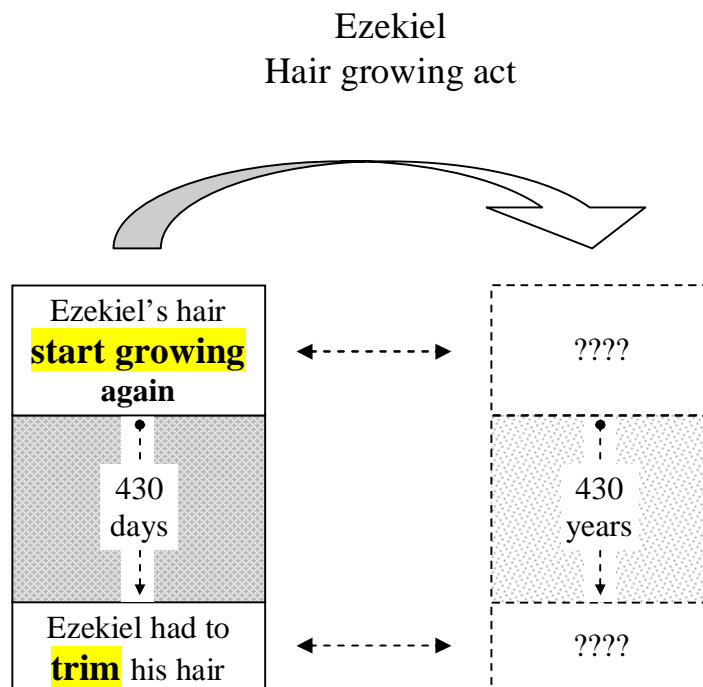 Ezekiel
Hair growing act
Ezekiel’s hair
start growing
again
????
430
days
430
years
Ezekiel had to
trim his hair
????